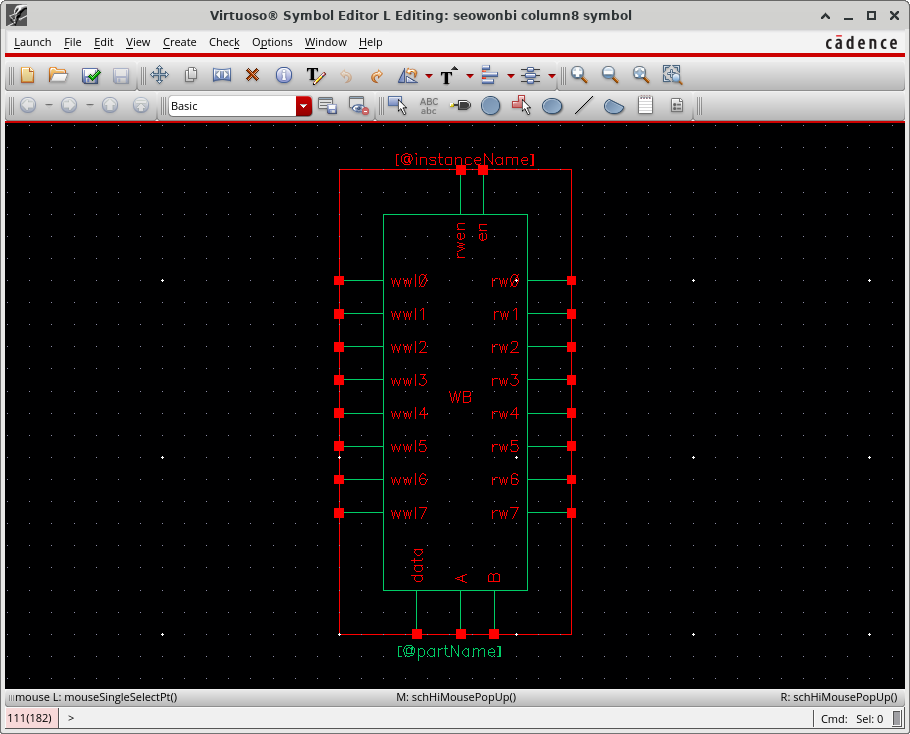 Virtuoso® Symbol Editor L Editing: seowonbi column8 symbol
Launch File Edit View Create Check Options Window Help
cādence
Basic
ABC
abc
[@instanceName]
rwen en
wwl0 rw0
wwl1 rw1
wwl2 rw2
wwl3 rw3
WB
wwl4 rw4
wwl5 rw5
wwl6 rw6
wwl7 rw7
data A B
[@partName]
mouse L: mouseSingleSelectPt() M: schHiMousePopUp() R: schHiMousePopUp()
111(182) > Cmd: Sel: 0